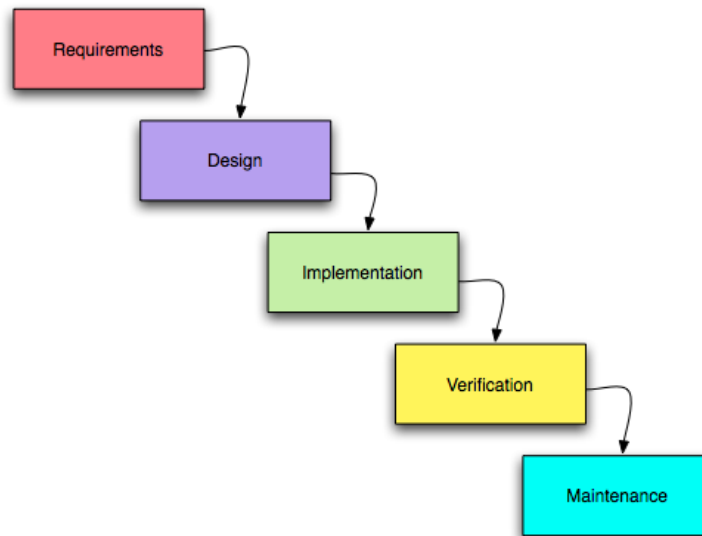 Requirements
Design
Implementation
Verification
Maintenance